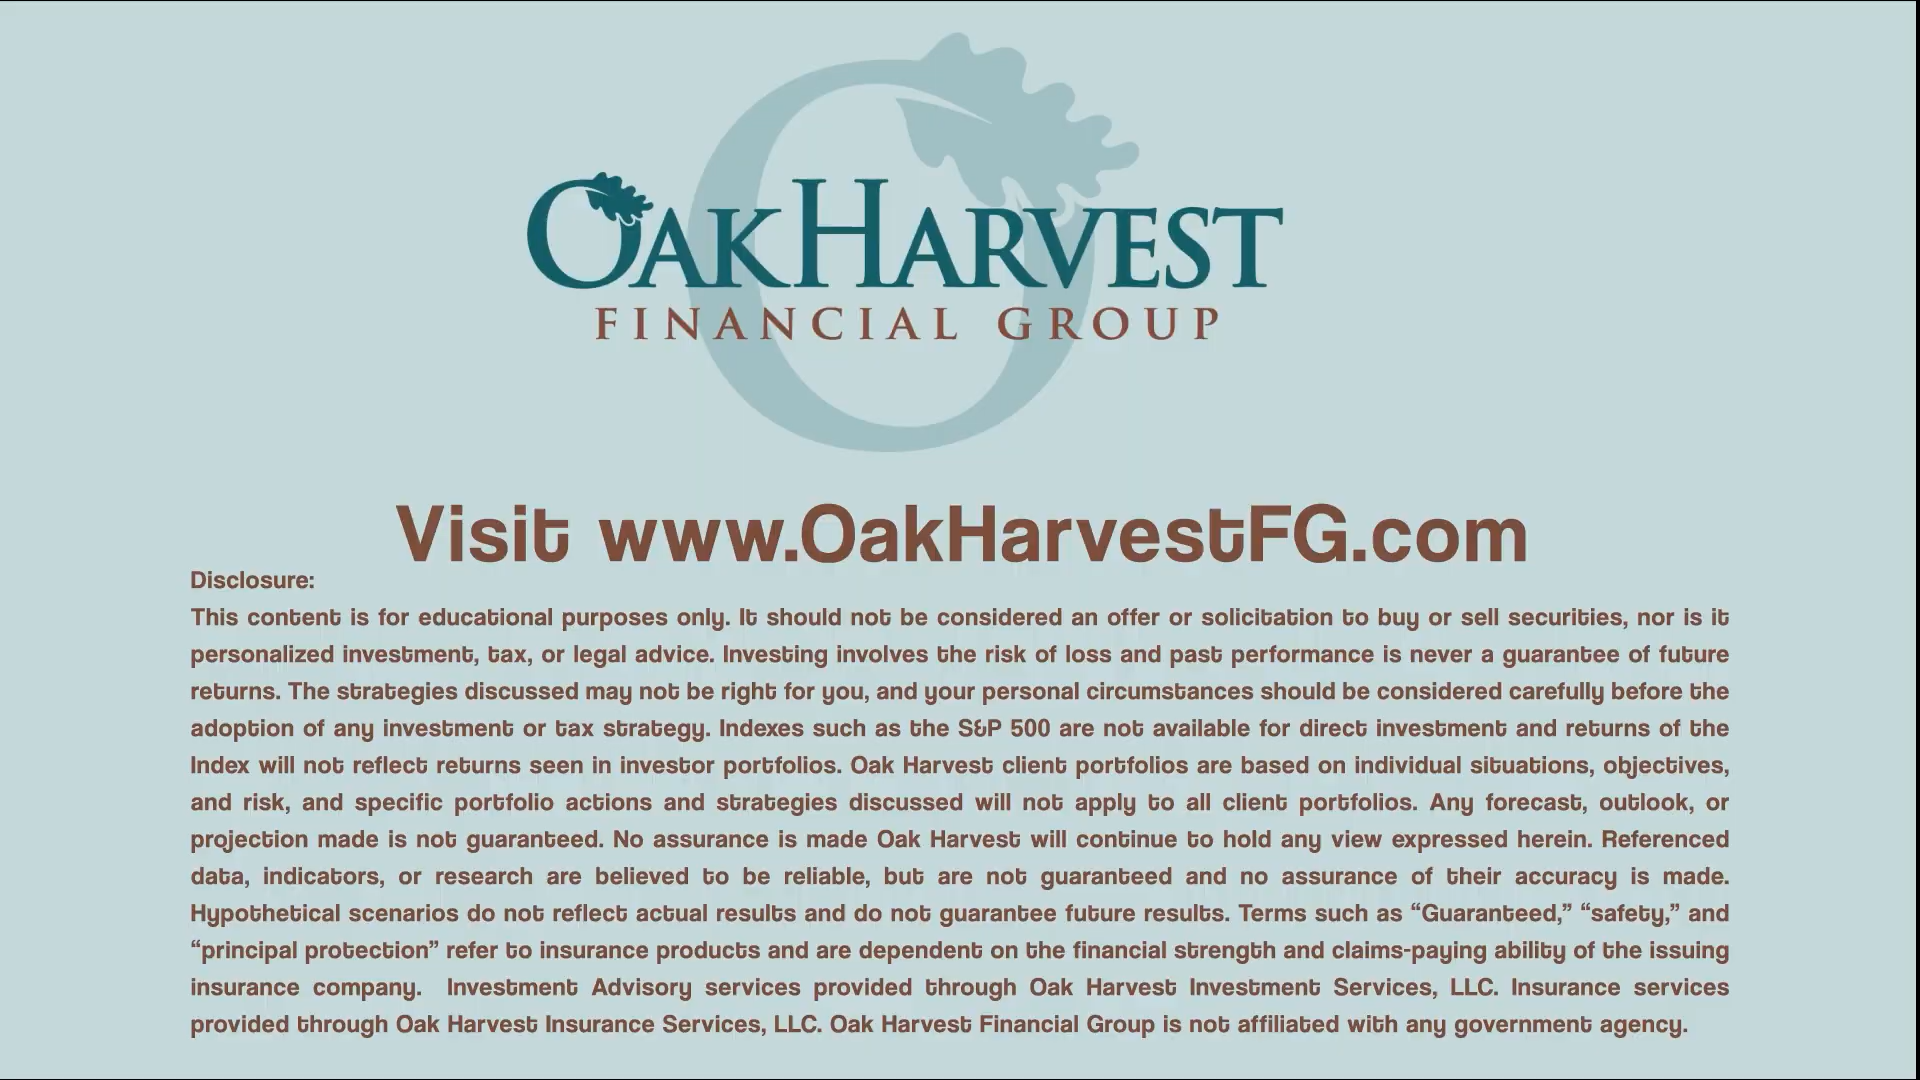 OAKHARVEST
FINANCIAL GROUP
Visit www.OakHarvestFG.com
Disclosure:
This content is for educational purposes only. It should not be considered an offer or solicitation to buy or sell securities, nor is it
personalized investment, tax, or legal advice. Investing involves the risk of loss and past performance is never a guarantee of future
returns. The strategies discussed may not be right for you, and your personal circumstances should be considered carefully before the
adoption of any investment or tax strategy. Indexes such as the S&P 500 are not available for direct investment and returns of the
Index will not reflect returns seen in investor portfolios. Oak Harvest client portfolios are based on individual situations, objectives,
and risk, and specific portfolio actions and strategies discussed will not apply to all client portfolios. Any forecast, outlook, or
projection made is not guaranteed. No assurance is made Oak Harvest will continue to hold any view expressed herein. Referenced
data, indicators, or research are believed to be reliable, but are not guaranteed and no assurance of their accuracy is made.
Hypothetical scenarios do not reflect actual results and do not guarantee future results. Terms such as “Guaranteed,” “safety,” and
“principal protection” refer to insurance products and are dependent on the financial strength and claims-paying ability of the issuing
insurance company. Investment Advisory services provided through Oak Harvest Investment Services, LLC. Insurance services
provided through Oak Harvest Insurance Services, LLC. Oak Harvest Financial Group is not affiliated with any government agency.